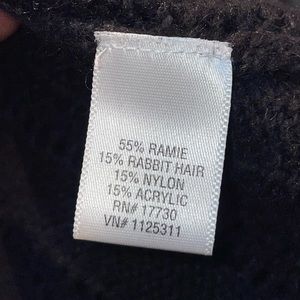 55% RAMIE
15% RABBIT HAIR
15% NYLON
15% ACRYLIC
RN# 17730
VN# 1125311